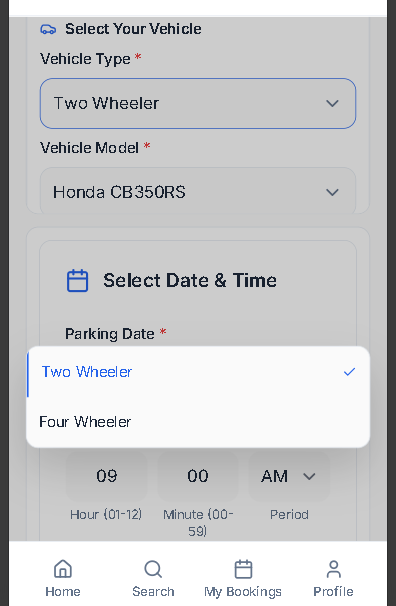 Select Your Vehicle
Vehicle Type *
Two Wheeler
Vehicle Model *
Honda CB350RS
Select Date & Time
Parking Date *
Two Wheeler
Four Wheeler
09 00 AM
Hour (01-12) Minute (00-59) Period
Home Search My Bookings Profile